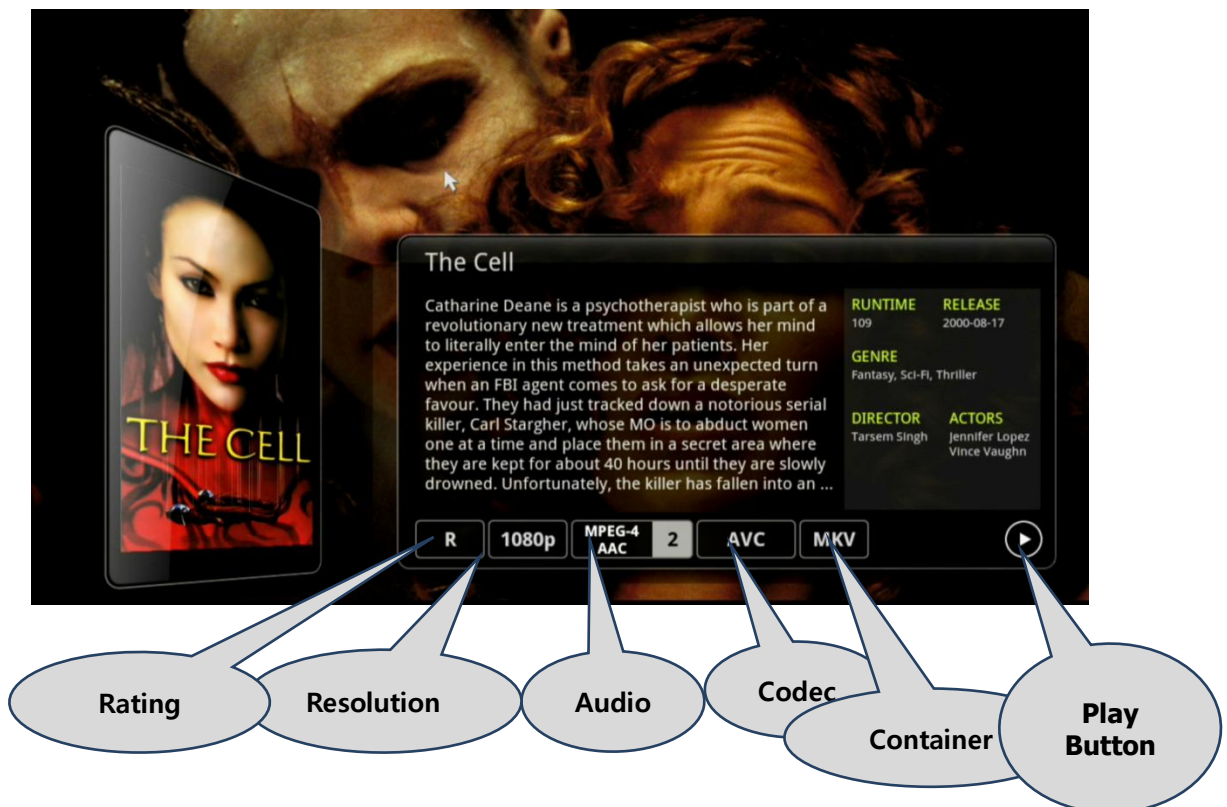 THE CELL
The Cell
Catharine Deane is a psychotherapist who is part of a
revolutionary new treatment which allows her mind
to literally enter the mind of her patients. Her
experience in this method takes an unexpected turn
when an FBI agent comes to ask for a desperate
favour. They had just tracked down a notorious serial
killer, Carl Stargher, whose MO is to abduct women
one at a time and place them in a secret area where
they are kept for about 40 hours until they are slowly
drowned. Unfortunately, the killer has fallen into an ...
RUNTIME RELEASE
109 2000-08-17
GENRE
Fantasy, Sci-Fi, Thriller
DIRECTOR ACTORS
Tarsem Singh Jennifer Lopez
Vince Vaughn
R 1080p MPEG-4 AAC 2 AVC MKV
Rating
Resolution
Audio
Codec
Container
Play
Button